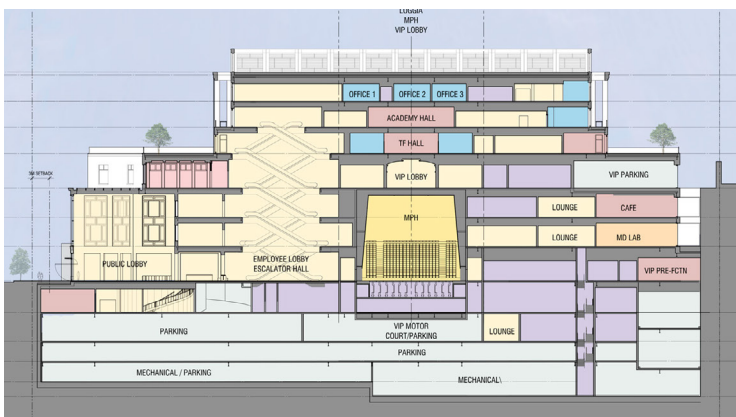 LOGGIA
MPH
VIP LOBBY
OFFICE 1
OFFICE 2
OFFICE 3
ACADEMY HALL
TF HALL
3M SETBACK
VIP LOBBY
VIP PARKING
MPH
LOUNGE
CAFE
PUBLIC LOBBY
EMPLOYEE LOBBY
ESCALATOR HALL
LOUNGE
MD LAB
VIP PRE-FCTN
PARKING
VIP MOTOR
COURT/PARKING
LOUNGE
PARKING
MECHANICAL / PARKING
MECHANICAL\